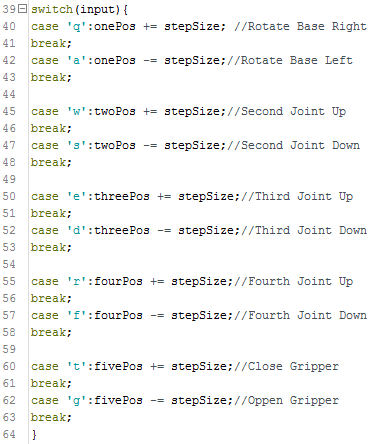 39 switch(input){
40 case 'q':onePos += stepSize; //Rotate Base Right
41 break;
42 case 'a':onePos -= stepSize;//Rotate Base Left
43 break;
44
45 case 'w':twoPos += stepSize;//Second Joint Up
46 break;
47 case 's':twoPos -= stepSize;//Second Joint Down
48 break;
49
50 case 'e':threePos += stepSize;//Third Joint Up
51 break;
52 case 'd':threePos -= stepSize;//Third Joint Down
53 break;
54
55 case 'r':fourPos += stepSize;//Fourth Joint Up
56 break;
57 case 'f':fourPos -= stepSize;//Fourth Joint Down
58 break;
59
60 case 't':fivePos += stepSize;//Close Gripper
61 break;
62 case 'g':fivePos -= stepSize;//Oppen Gripper
63 break;
64 }